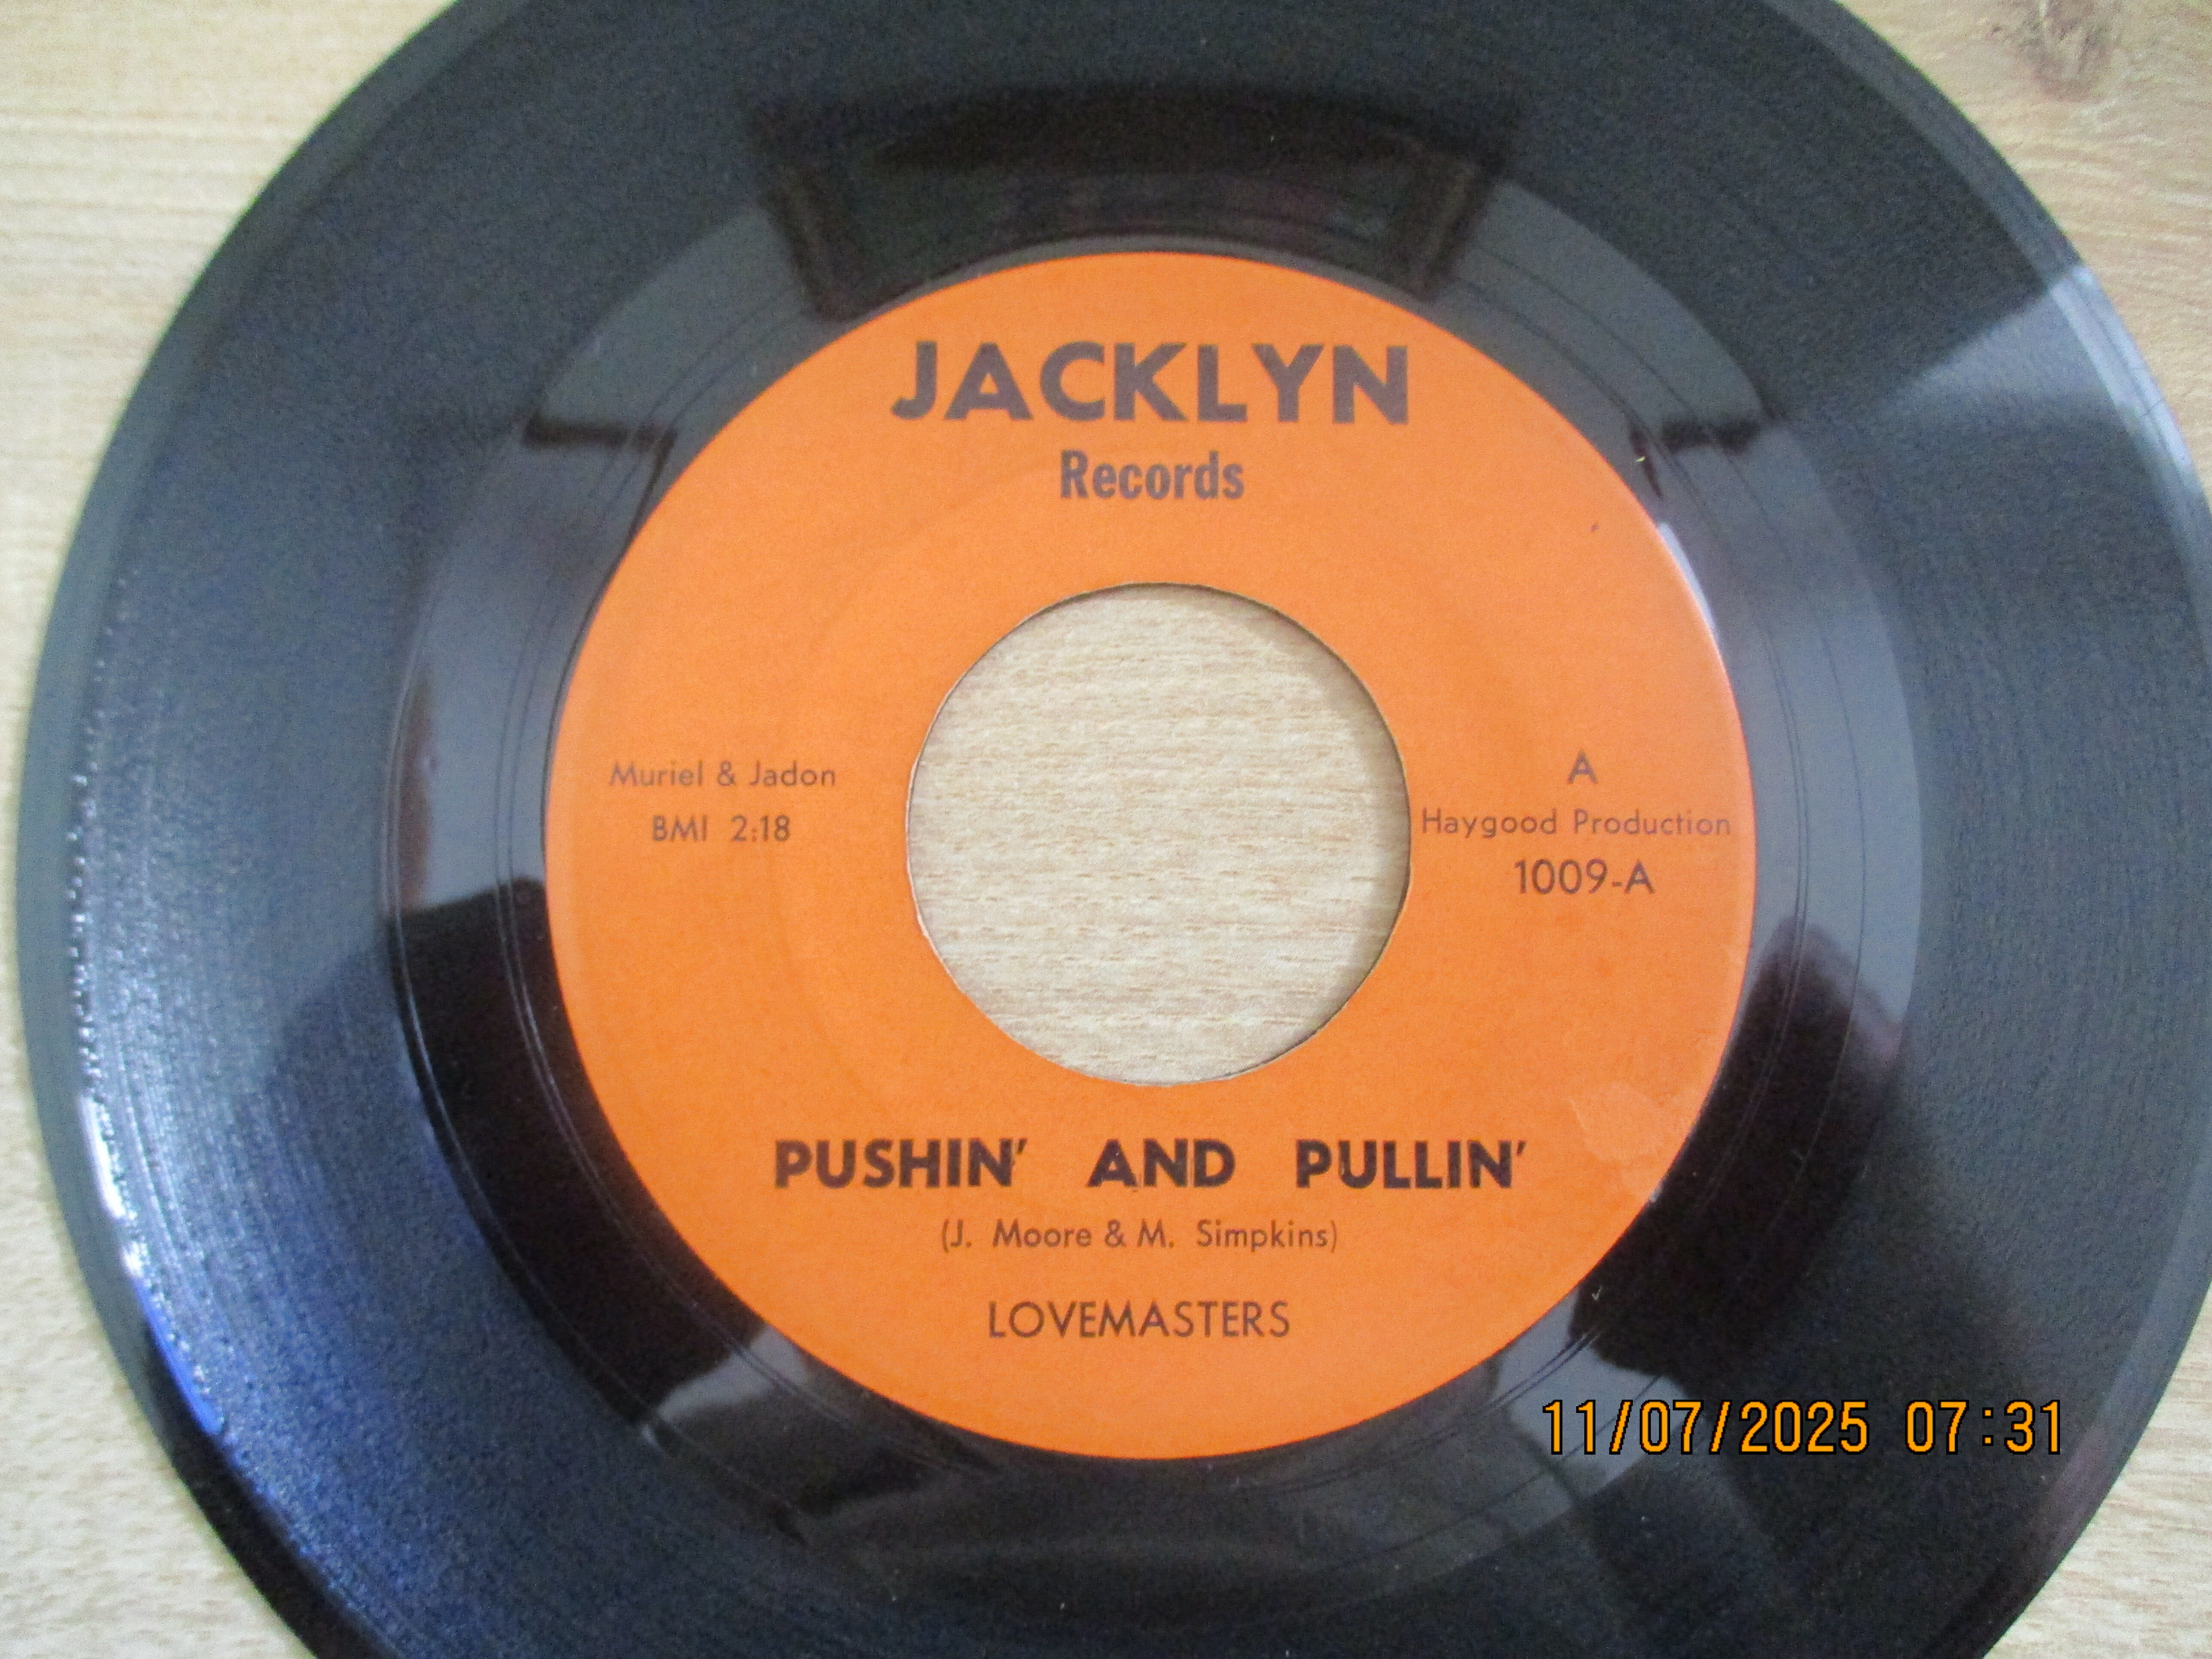 JACKLYN
Records
Muriel & Jadon
BMI 2:18
A
Haygood Production
1009-A
PUSHIN' AND PULLIN'
(J. Moore & M. Simpkins)
LOVEMASTERS
11/07/2025 07:31